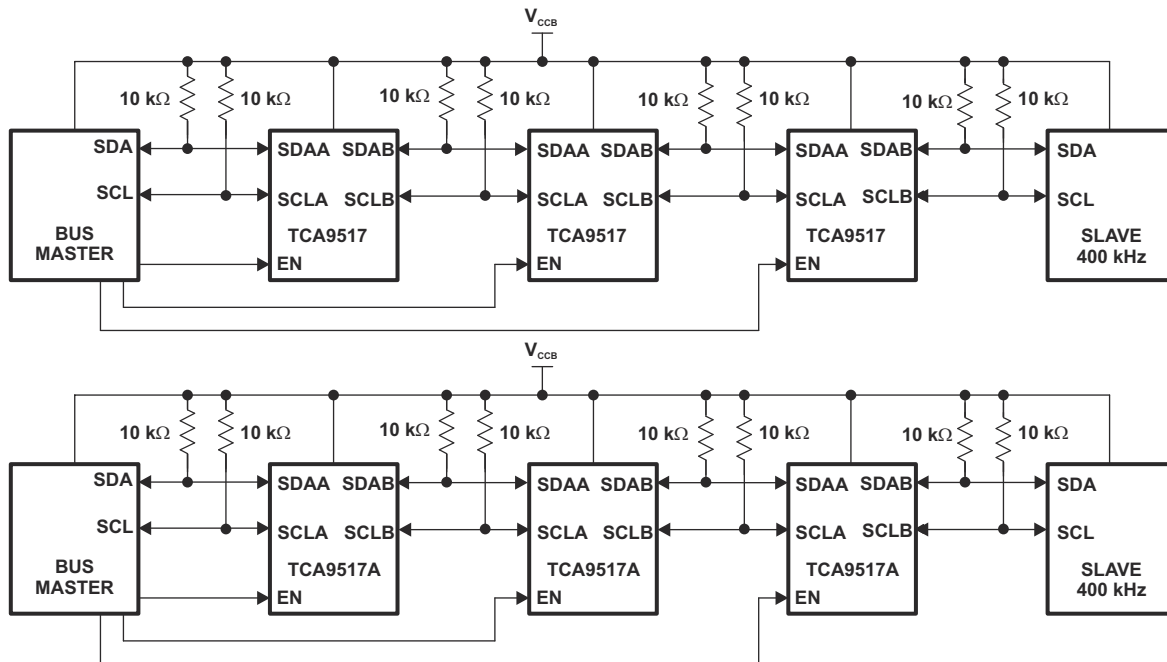 VCCB
10 kΩ 10 kΩ 10 kΩ 10 kΩ 10 kΩ 10 kΩ 10 kΩ 10 kΩ
SDA SDAA SDAB SDAA SDAB SDAA SDAB SDA
SCL SCLA SCLB SCLA SCLB SCLA SCLB SCL
BUS
MASTER
TCA9517 TCA9517 TCA9517
SLAVE
400 kHz
EN EN EN
VCCB
10 kΩ 10 kΩ 10 kΩ 10 kΩ 10 kΩ 10 kΩ 10 kΩ 10 kΩ
SDA SDAA SDAB SDAA SDAB SDAA SDAB SDA
SCL SCLA SCLB SCLA SCLB SCLA SCLB SCL
BUS
MASTER
TCA9517A TCA9517A TCA9517A
SLAVE
400 kHz
EN EN EN